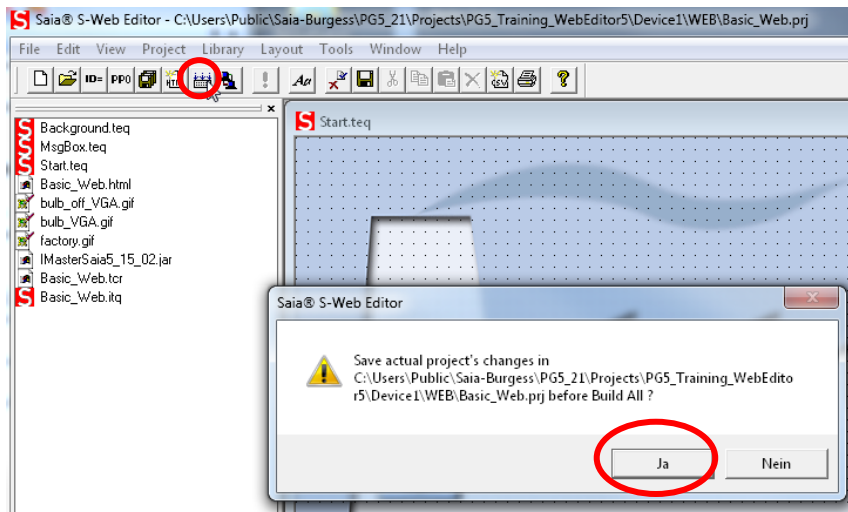 Saia® S-Web Editor - C:\Users\Public\Saia-Burgess\PG5_21\Projects\PG5_Training_WebEditor5\Device1\WEB\Basic_Web.prj
File Edit View Project Library Layout Tools Window Help
ID= PP0 Aa
Start.teq
Background.teq
MsgBox.teq
Start.teq
Basic_Web.html
bulb_off_VGA.gif
bulb_VGA.gif
factory.gif
IMasterSaia5_15_02.jar
Basic_Web.tcr
Basic_Web.itq
Saia® S-Web Editor
Save actual project's changes in
C:\Users\Public\Saia-Burgess\PG5_21\Projects\PG5_Training_WebEdito
r5\Device1\WEB\Basic_Web.prj before Build All ?
Ja Nein